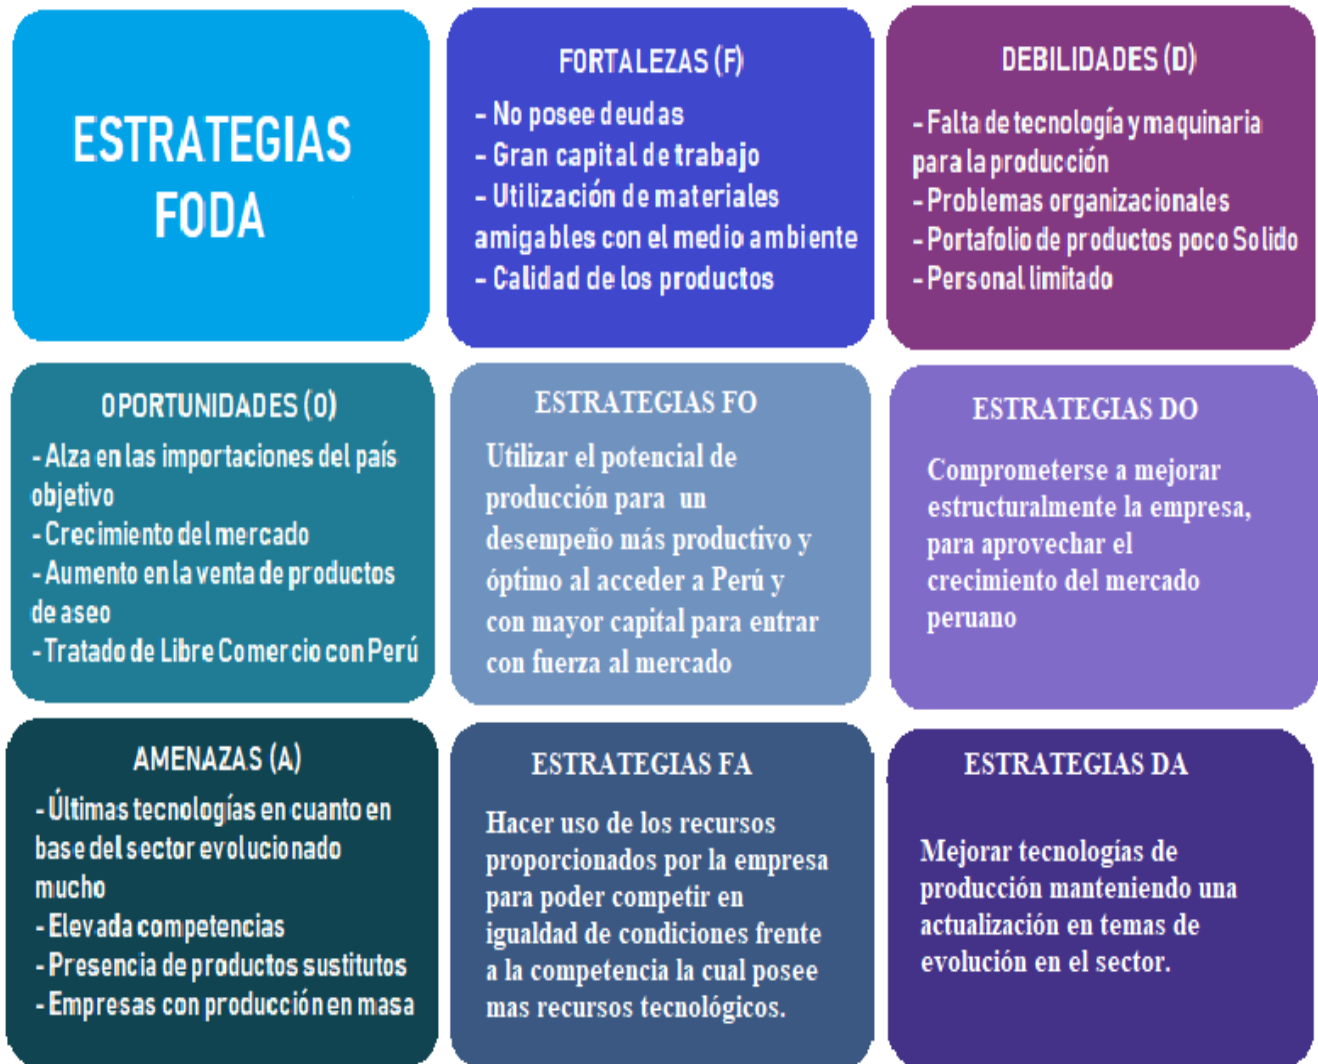 ESTRATEGIAS
FODA
FORTALEZAS (F)
- No posee deudas
- Gran capital de trabajo
- Utilización de materiales
amigables con el medio ambiente
- Calidad de los productos
DEBILIDADES (D)
- Falta de tecnología y maquinaria
para la producción
- Problemas organizacionales
- Portafolio de productos poco Solido
- Personal limitado
OPORTUNIDADES (O)
- Alza en las importaciones del país
objetivo
- Crecimiento del mercado
- Aumento en la venta de productos
de aseo
- Tratado de Libre Comercio con Perú
ESTRATEGIAS FO
Utilizar el potencial de
producción para un
desempeño más productivo y
óptimo al acceder a Perú y
con mayor capital para entrar
con fuerza al mercado
ESTRATEGIAS DO
Comprometerse a mejorar
estructuralmente la empresa,
para aprovechar el
crecimiento del mercado
peruano
AMENAZAS (A)
- Últimas tecnologías en cuanto en
base del sector evolucionado
mucho
- Elevada competencias
- Presencia de productos sustitutos
- Empresas con producción en masa
ESTRATEGIAS FA
Hacer uso de los recursos
proporcionados por la empresa
para poder competir en
igualdad de condiciones frente
a la competencia la cual posee
mas recursos tecnológicos.
ESTRATEGIAS DA
Mejorar tecnologías de
producción manteniendo una
actualización en temas de
evolución en el sector.